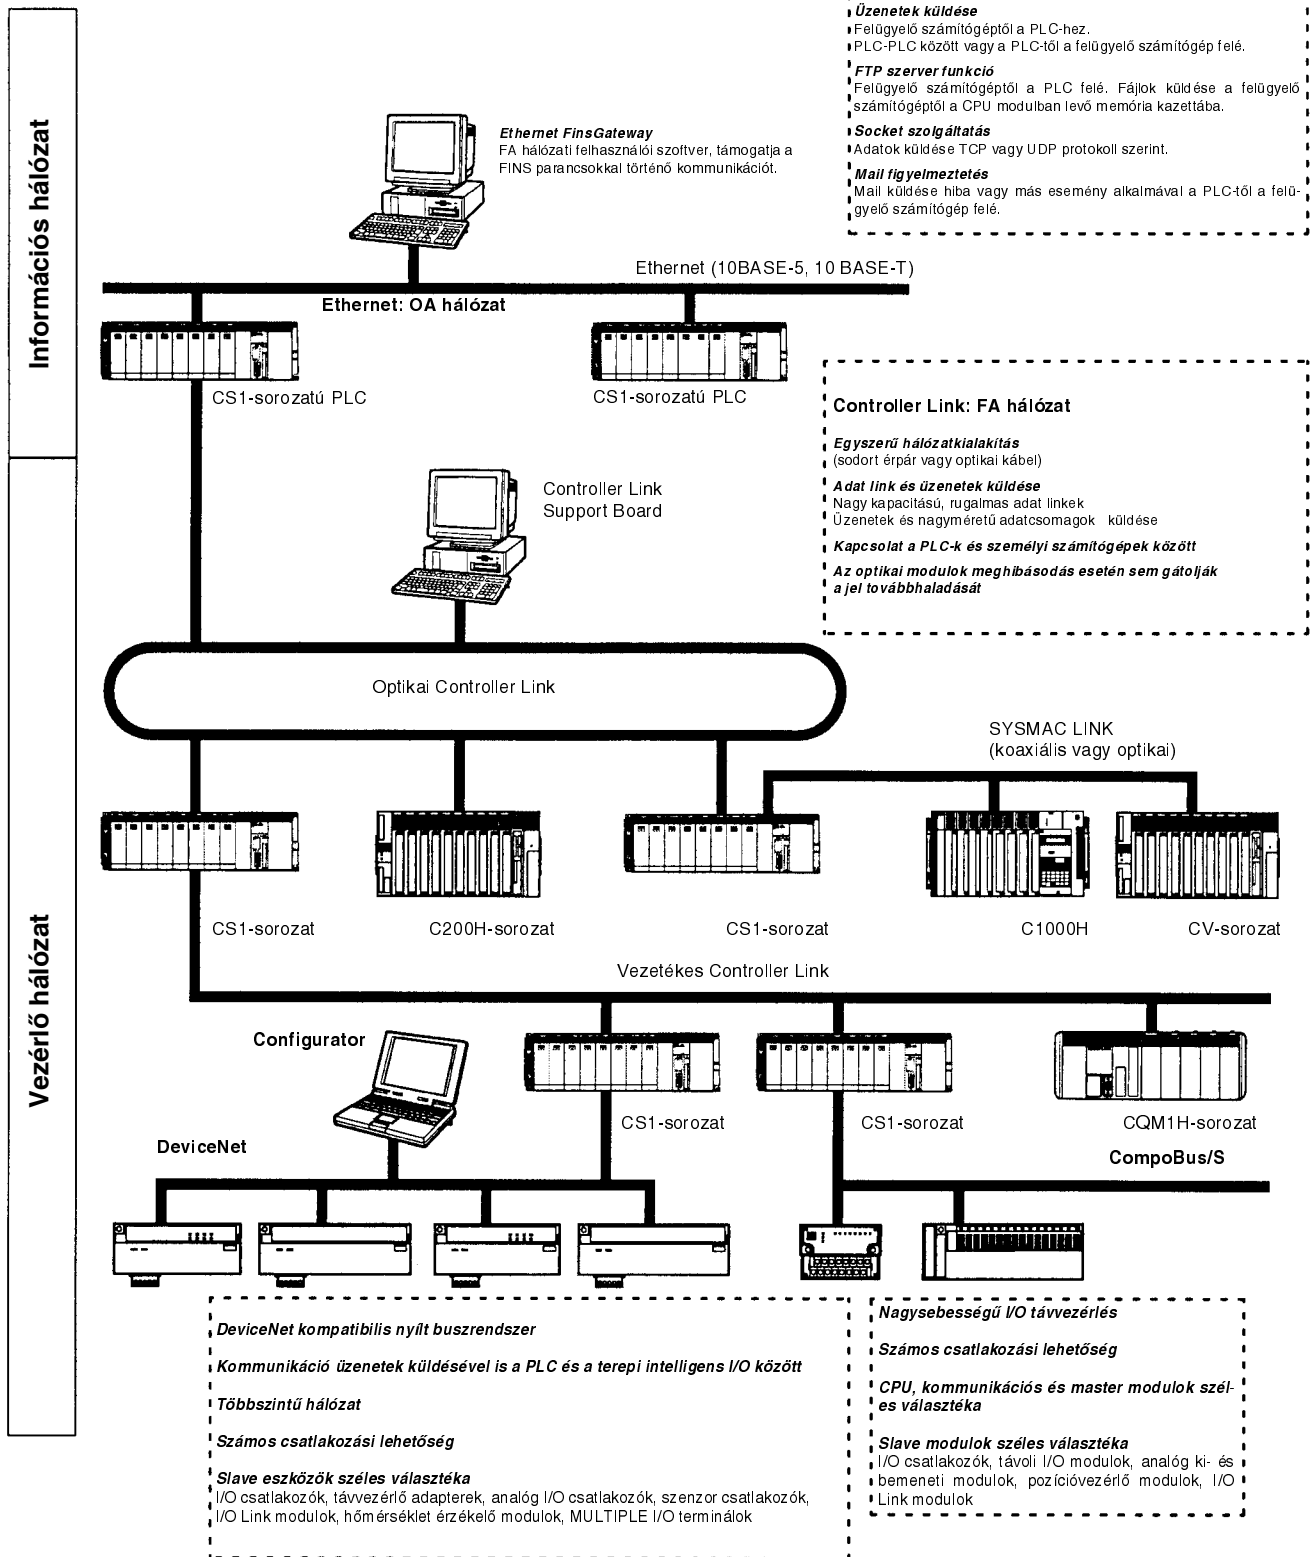 Üzenetek küldése
Felügyelő számítógéptől a PLC-hez.
PLC-PLC között vagy a PLC-től a felügyelő számítógép felé.
FTP szerver funkció
Felügyelő számítógéptől a PLC felé. Fájlok küldése a felügyelő
számítógéptől a CPU modulban levő memória kazettába.
Socket szolgáltatás
Adatok küldése TCP vagy UDP protokoll szerint.
Mail figyelmeztetés
Mail küldése hiba vagy más esemény alkalmával a PLC-től a felü-
gyelő számítógép felé.
Információs hálózat
Ethernet FinsGateway
FA hálózati felhasználói szoftver, támogatja a
FINS parancsokkal történő kommunikációt.
Ethernet (10BASE-5, 10 BASE-T)
Ethernet: OA hálózat
CS1-sorozatú PLC
CS1-sorozatú PLC
Controller Link: FA hálózat
Egyszerű hálózatkialakítás
(sodort érpár vagy optikai kábel)
Adat link és üzenetek küldése
Nagy kapacitású, rugalmas adat linkek
Üzenetek és nagyméretű adatcsomagok küldése
Kapcsolat a PLC-k és személyi számítógépek között
Az optikai modulok meghibásodás esetén sem gátolják
a jel továbbhaladását
Vezérlő hálózat
Controller Link
Support Board
Optikai Controller Link
SYSMAC LINK
(koaxiális vagy optikai)
CS1-sorozat
C200H-sorozat
CS1-sorozat
C1000H
CV-sorozat
Vezetékes Controller Link
Configurator
CS1-sorozat
CS1-sorozat
CQM1H-sorozat
DeviceNet
CompoBus/S
DeviceNet kompatibilis nyílt buszrendszer
Kommunikáció üzenetek küldésével is a PLC és a terepi intelligens I/O között
Többszintű hálózat
Számos csatlakozási lehetőség
Slave eszközök széles választéka
I/O csatlakozók, távvezérlő adapterek, analóg I/O csatlakozók, szenzor csatlakozók,
I/O Link modulok, hőmérséklet érzékelő modulok, MULTIPLE I/O terminálok
Nagysebességű I/O távvezérlés
Számos csatlakozási lehetőség
CPU, kommunikációs és master modulok szél-
es választéka
Slave modulok széles választéka
I/O csatlakozók, távoli I/O modulok, analóg ki- és
bemeneti modulok, pozícióvezérlő modulok, I/O
Link modulok